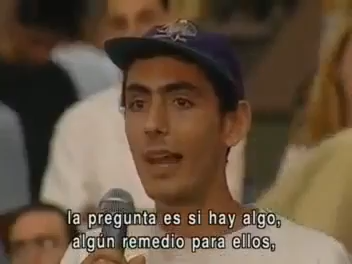 la pregunta es si hay algo,
algún remedio para ellos,